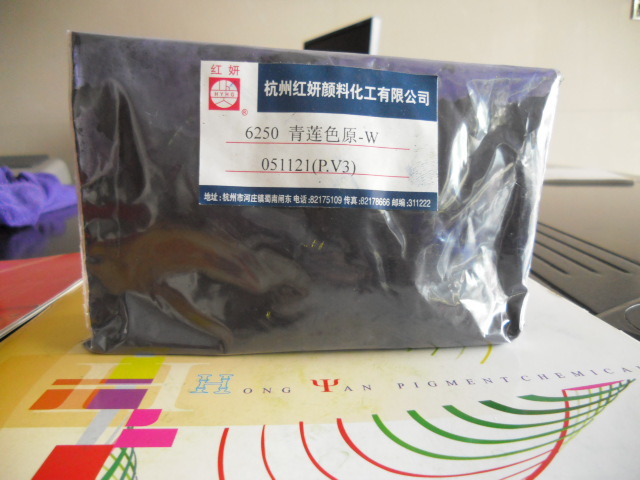 红妍
HYNG
®
杭州红妍颜料化工有限公司
6250 青莲色原-W
051121(P.V3)
地址:杭州市河庄镇蜀南闸东 电话:82175109 传真:82178666 邮编:311222
HONG YAN PIGMENT CHEMICAL